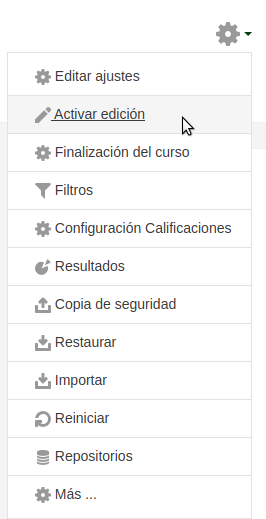 Editar ajustes
Activar edición
Finalización del curso
Filtros
Configuración Calificaciones
Resultados
Copia de seguridad
Restaurar
Importar
Reiniciar
Repositorios
Más ...